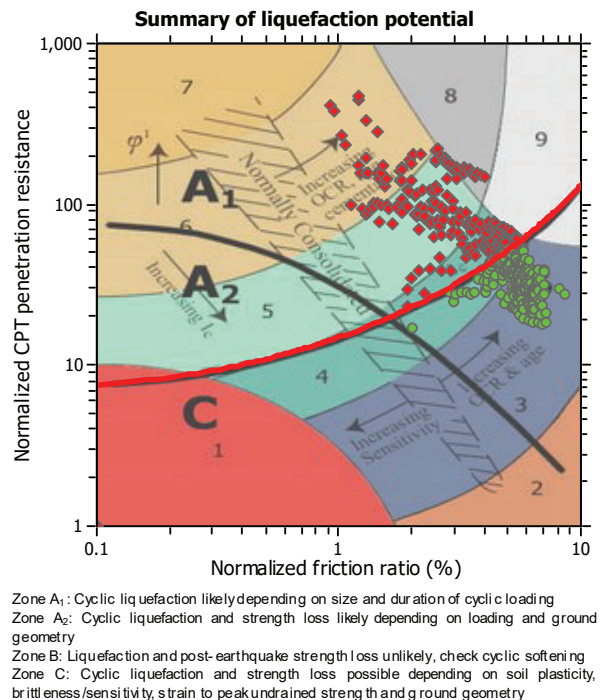 Summary of liquefaction potential
1,000
7
8
9
φ'
Increasing
OCR,
cementation
Normally Consolidated
A1
100
6
A2
Increasing Ic
5
10
4
Increasing
OCR & age
3
C
1
Increasing
Sensitivity
2
1
0.1
1
10
Normalized CPT penetration resistance
Normalized friction ratio (%)
Zone A1: Cyclic liquefaction likely depending on size and duration of cyclic loading
Zone A2: Cyclic liquefaction and strength loss likely depending on loading and ground
geometry
Zone B: Liquefaction and post-earthquake strength loss unlikely, check cyclic softening
Zone C: Cyclic liquefaction and strength loss possible depending on soil plasticity,
brittleness/sensitivity, strain to peak undrained strength and ground geometry